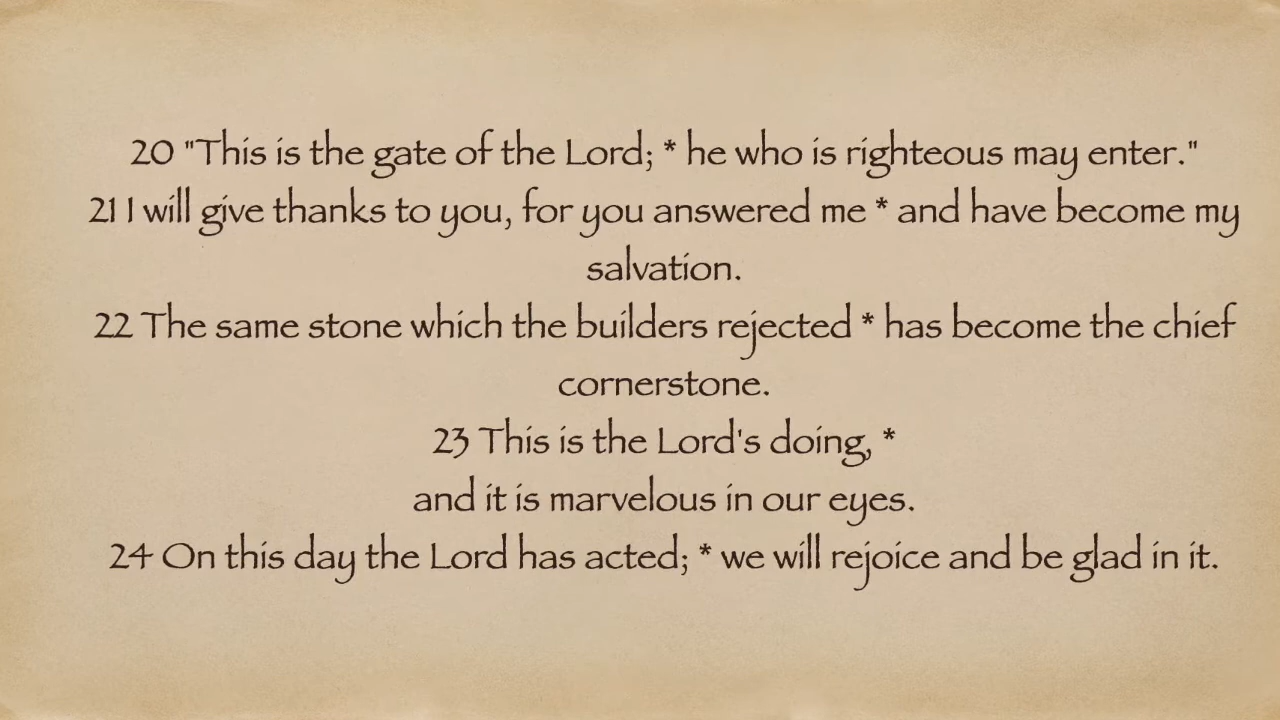 20 "This is the gate of the Lord; * he who is righteous may enter."
21 I will give thanks to you, for you answered me * and have become my
salvation.
22 The same stone which the builders rejected * has become the chief
cornerstone.
23 This is the Lord's doing, *
and it is marvelous in our eyes.
24 On this day the Lord has acted; * we will rejoice and be glad in it.